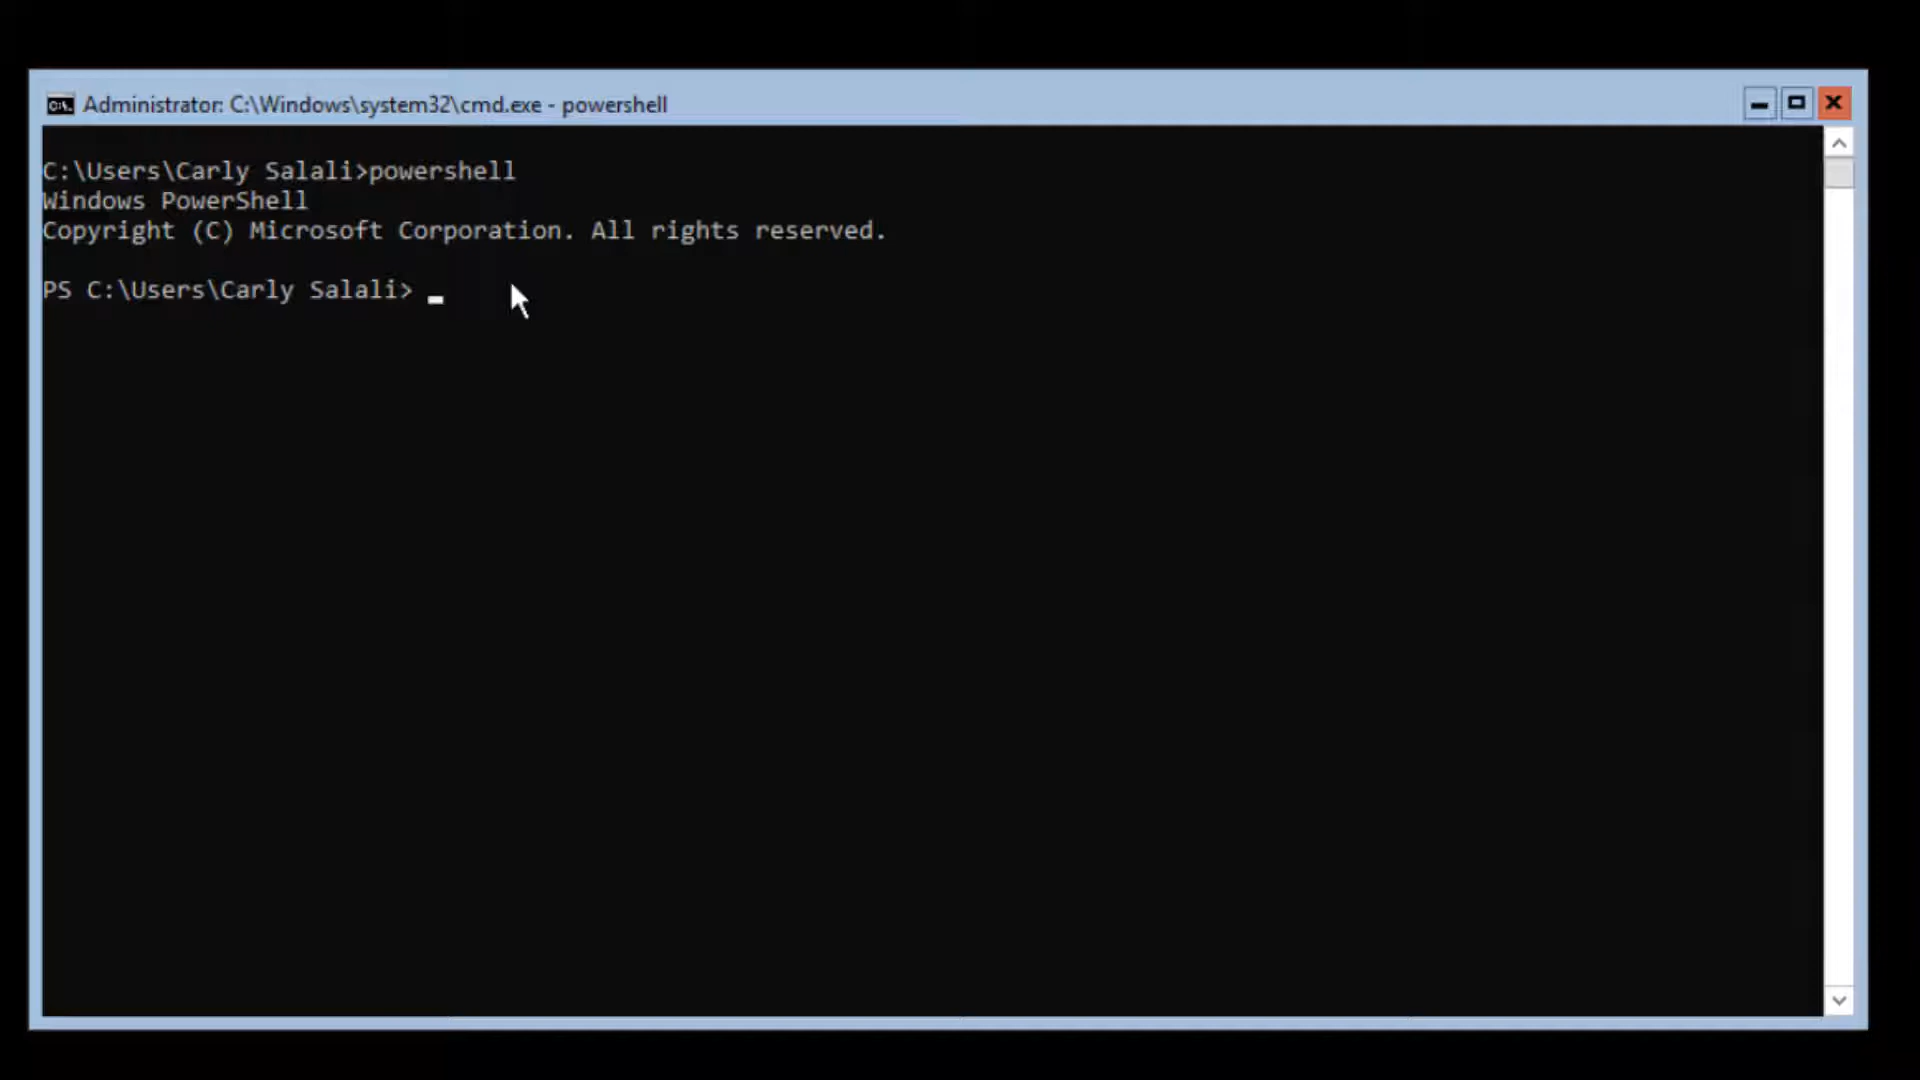 Administrator: C:\Windows\system32\cmd.exe - powershell
C:\Users\Carly Salali>powershell
Windows PowerShell
Copyright (C) Microsoft Corporation. All rights reserved.
PS C:\Users\Carly Salali>